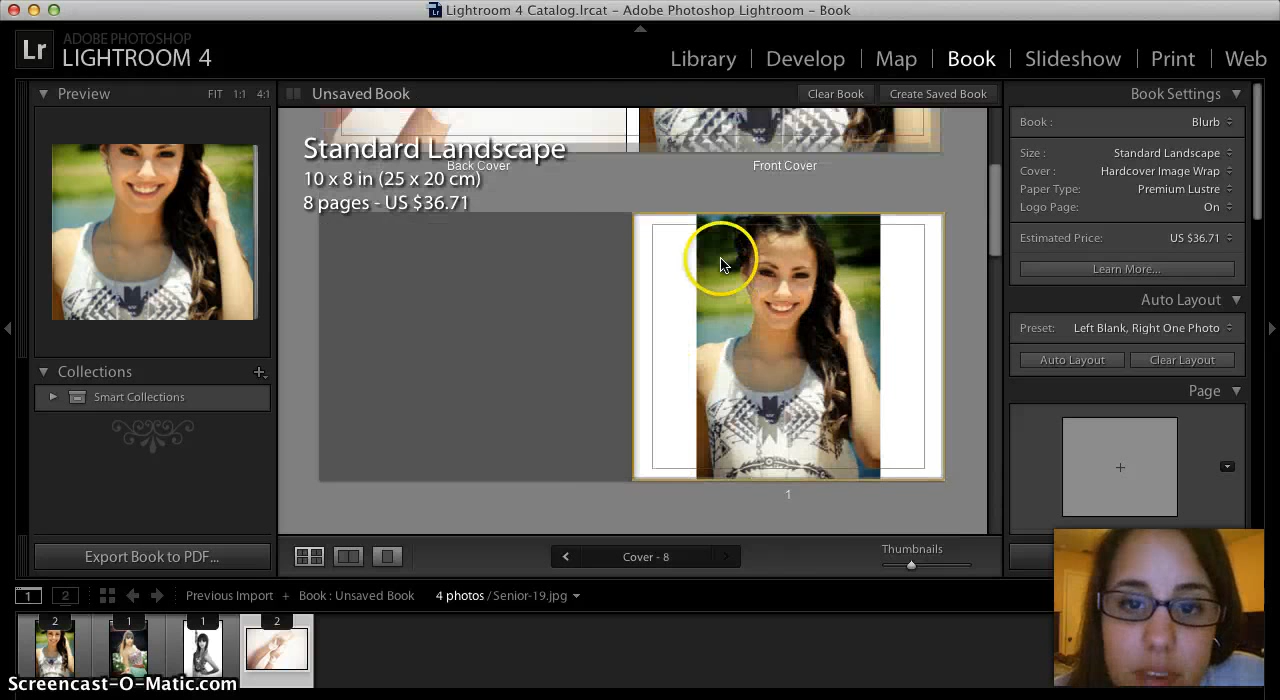 Lightroom 4 Catalog.lrcat - Adobe Photoshop Lightroom - Book
Lr
ADOBE PHOTOSHOP
LIGHTROOM 4
Library
Develop
Map
Book
Slideshow
Print
Web
Preview
FIT
1:1
4:1
Unsaved Book
Clear Book
Create Saved Book
Standard Landscape
10 x 8 in (25 x 20 cm)
8 pages - US $36.71
Back Cover
Front Cover
1
Collections
Smart Collections
Export Book to PDF...
Book Settings
Book : Blurb
Size : Standard Landscape
Cover : Hardcover Image Wrap
Paper Type: Premium Lustre
Logo Page: On
Estimated Price: US $36.71
Learn More...
Auto Layout
Preset: Left Blank, Right One Photo
Auto Layout
Clear Layout
Page
Cover - 8
Thumbnails
1
2
Previous Import + Book : Unsaved Book
4 photos / Senior-19.jpg
2
1
1
2
Screencast-O-Matic.com